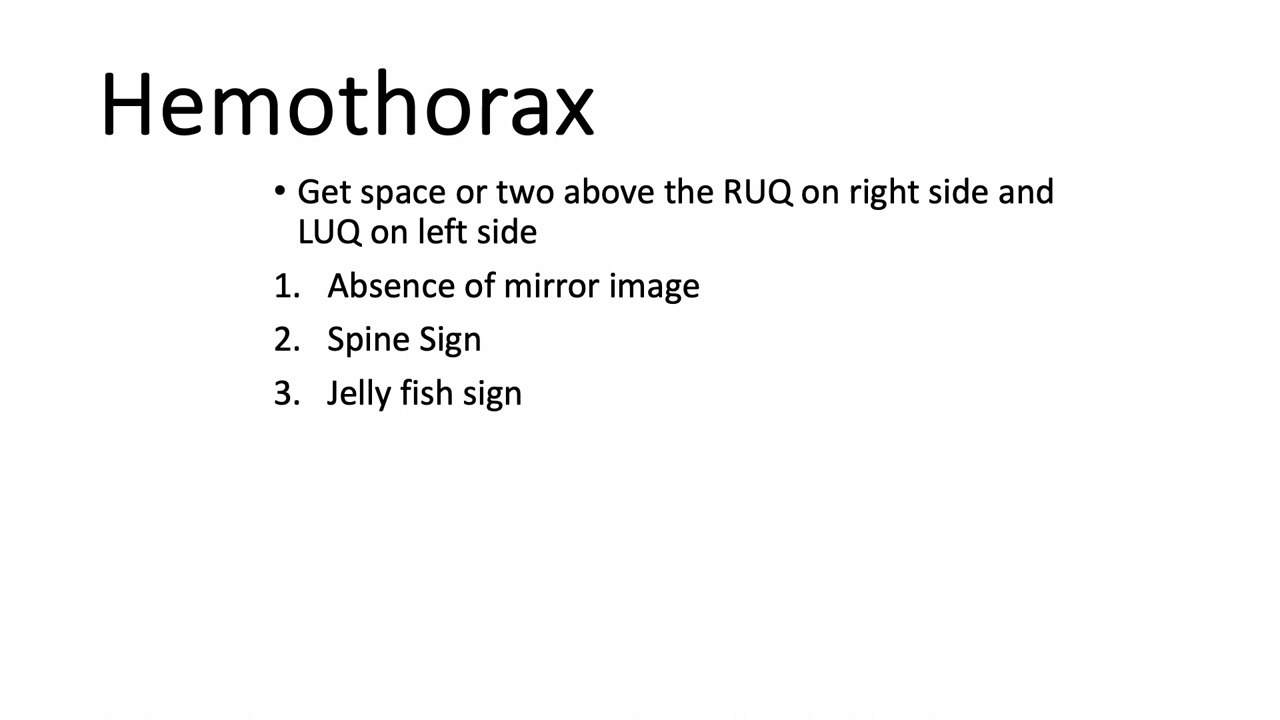 Hemothorax
• Get space or two above the RUQ on right side and
LUQ on left side
1. Absence of mirror image
2. Spine Sign
3. Jelly fish sign